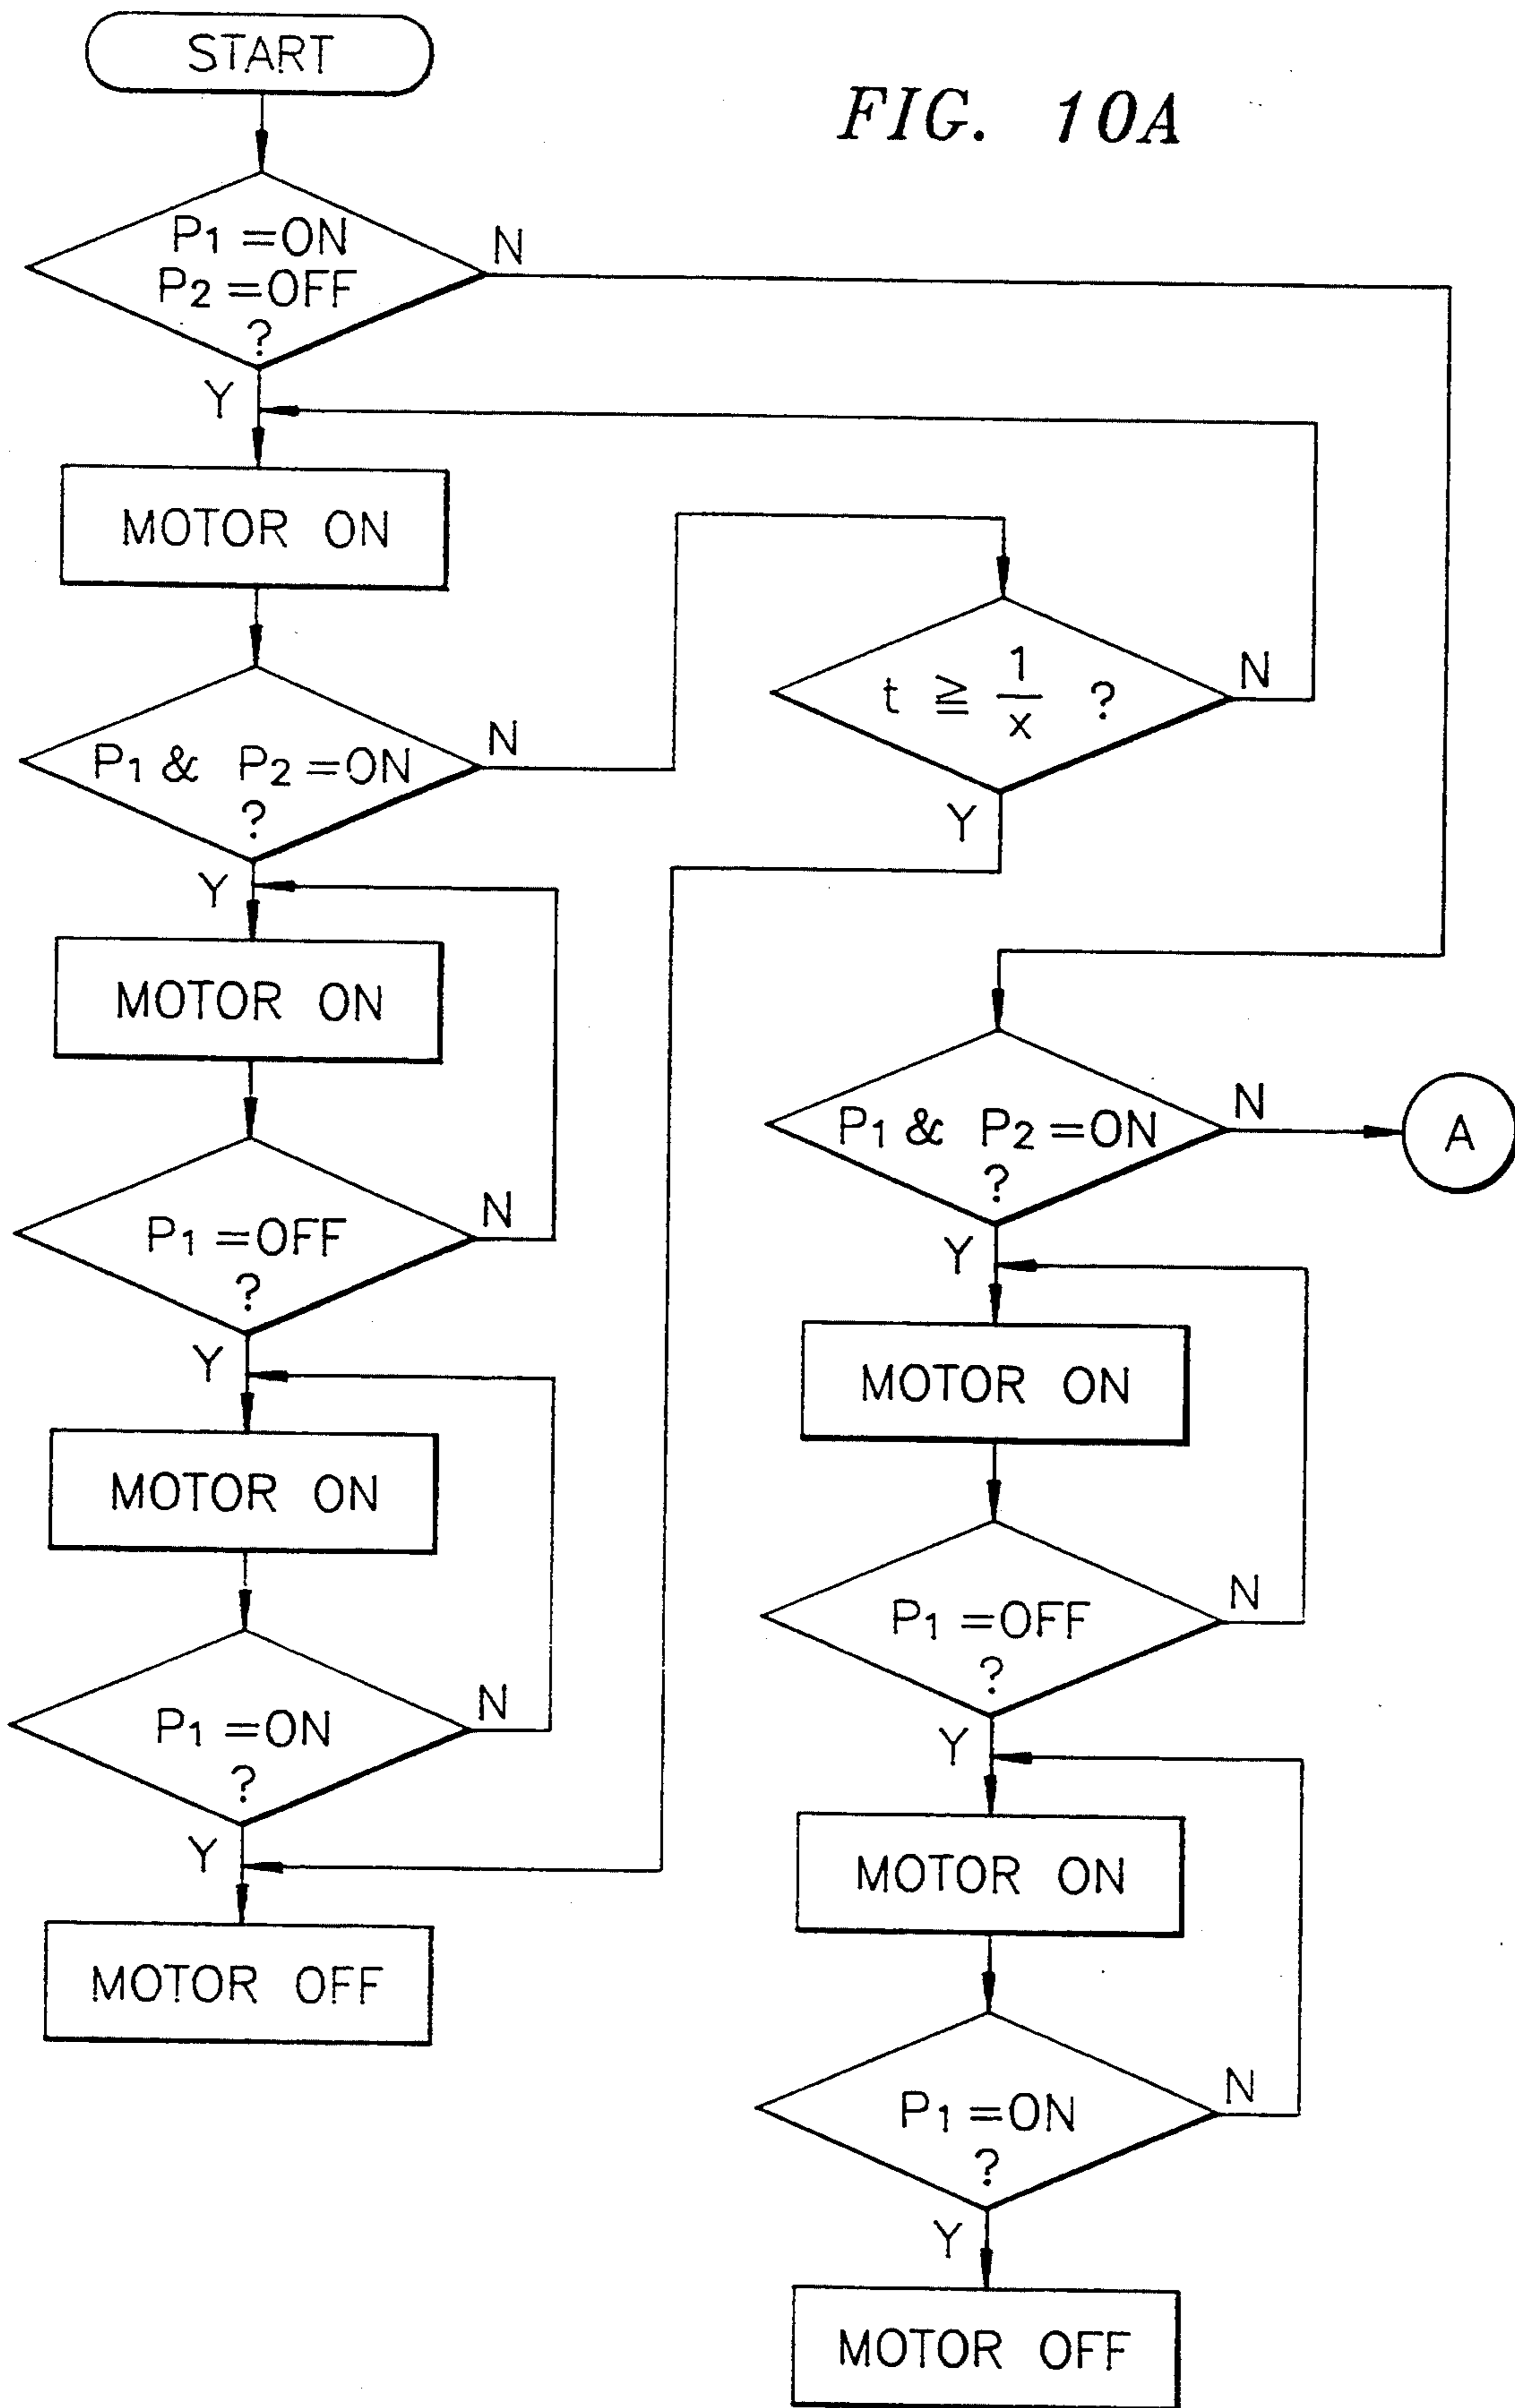 START
FIG. 10A
P1 =ON
P2 =OFF
?
N
Y
MOTOR ON
P1 & P2 =ON
?
N
t ≧ 1/x ?
N
Y
Y
MOTOR ON
P1 =OFF
?
N
Y
MOTOR ON
P1 =ON
?
N
Y
MOTOR OFF
P1 & P2 =ON
?
N
A
Y
MOTOR ON
P1 =OFF
?
N
Y
MOTOR ON
P1 =ON
?
N
Y
MOTOR OFF